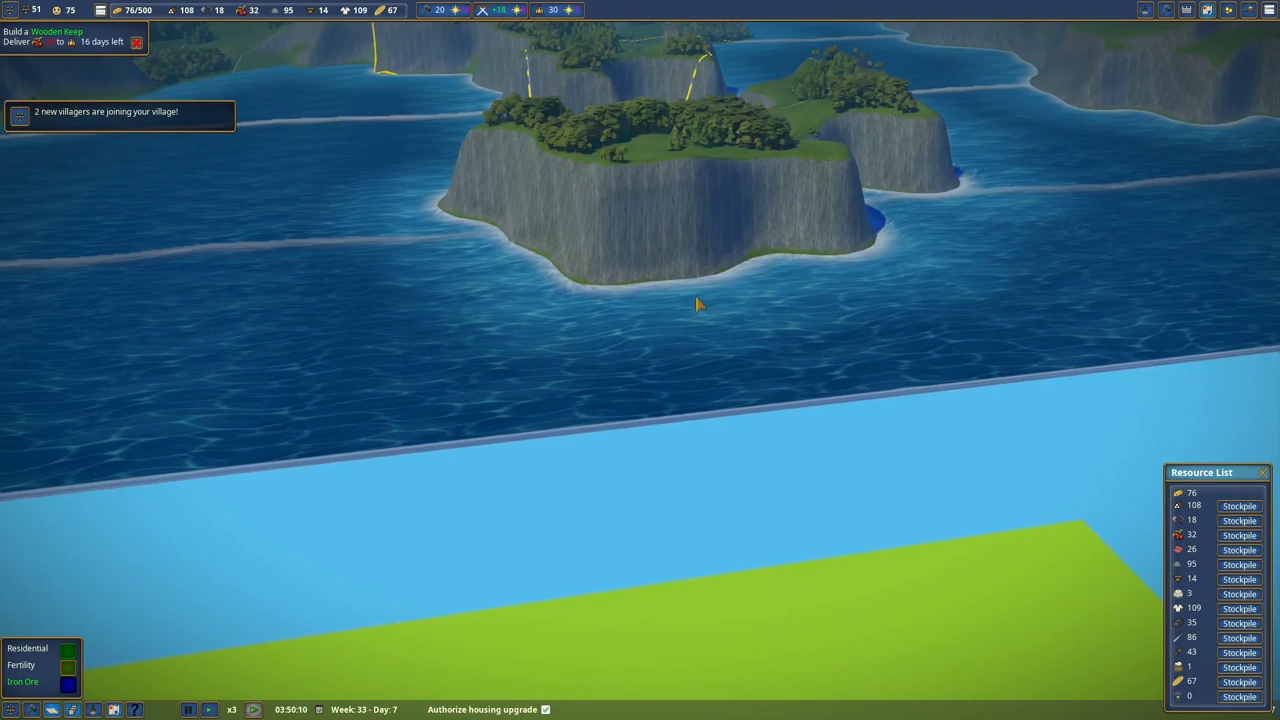 51 75 76/500 108 18 32 95 14 109 67 20 +18 30
Build a Wooden Keep
Deliver to 16 days left
2 new villagers are joining your village!
Resource List
76
108 Stockpile
18 Stockpile
32 Stockpile
26 Stockpile
95 Stockpile
14 Stockpile
3 Stockpile
109 Stockpile
35 Stockpile
86 Stockpile
43 Stockpile
1 Stockpile
67 Stockpile
0 Stockpile
Residential
Fertility
Iron Ore
? x3 03:50:10 Week: 33 - Day: 7 Authorize housing upgrade